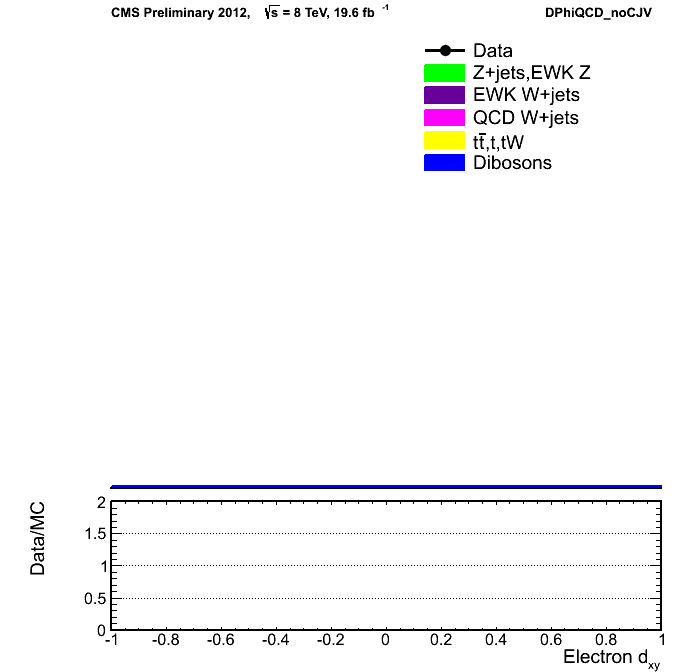 CMS Preliminary 2012, √s = 8 TeV, 19.6 fb⁻¹ DPhiQCD_noCJV
Data
Z+jets,EWK Z
EWK W+jets
QCD W+jets
tt̄,t,tW
Dibosons
Data/MC
2
1.5
1
0.5
0
-1 -0.8 -0.6 -0.4 -0.2 0 0.2 0.4 0.6 0.8 1
Electron d_xy